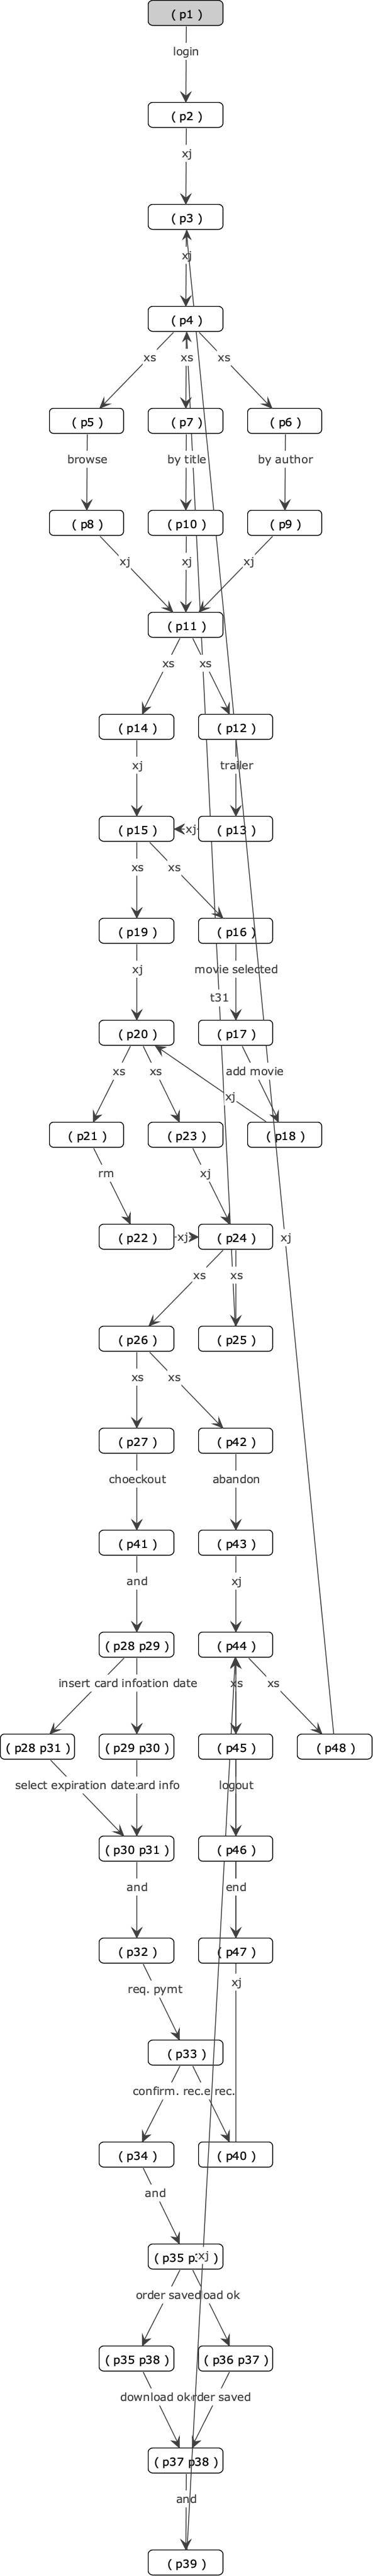 ( p1 )
login
( p2 )
xj
( p3 )
xj
( p4 )
xs xs xs
( p5 ) ( p7 ) ( p6 )
browse by title by author
( p8 ) ( p10 ) ( p9 )
xj xj xj
( p11 )
xs xs
( p14 ) ( p12 )
xj trailer
( p15 ) xj ( p13 )
xs xs
( p19 ) ( p16 )
xj movie selected
t31
( p20 ) ( p17 )
xs xs add movie
xj
( p21 ) ( p23 ) ( p18 )
rm xj
( p22 ) xj ( p24 ) xj
xs xs
( p26 ) ( p25 )
xs xs
( p27 ) ( p42 )
choeckout abandon
( p41 ) ( p43 )
and xj
( p28 p29 ) ( p44 )
insert card info date xs xs
( p28 p31 ) ( p29 p30 ) ( p45 ) ( p48 )
select expiration date card info logout
( p30 p31 ) ( p46 )
and end
( p32 ) ( p47 )
req. pymt xj
( p33 )
confirm. rec. rec.
( p34 ) ( p40 )
and
( p35 xj )
order saved ok
( p35 p38 ) ( p36 p37 )
download ok saved
( p37 p38 )
and
( p39 )